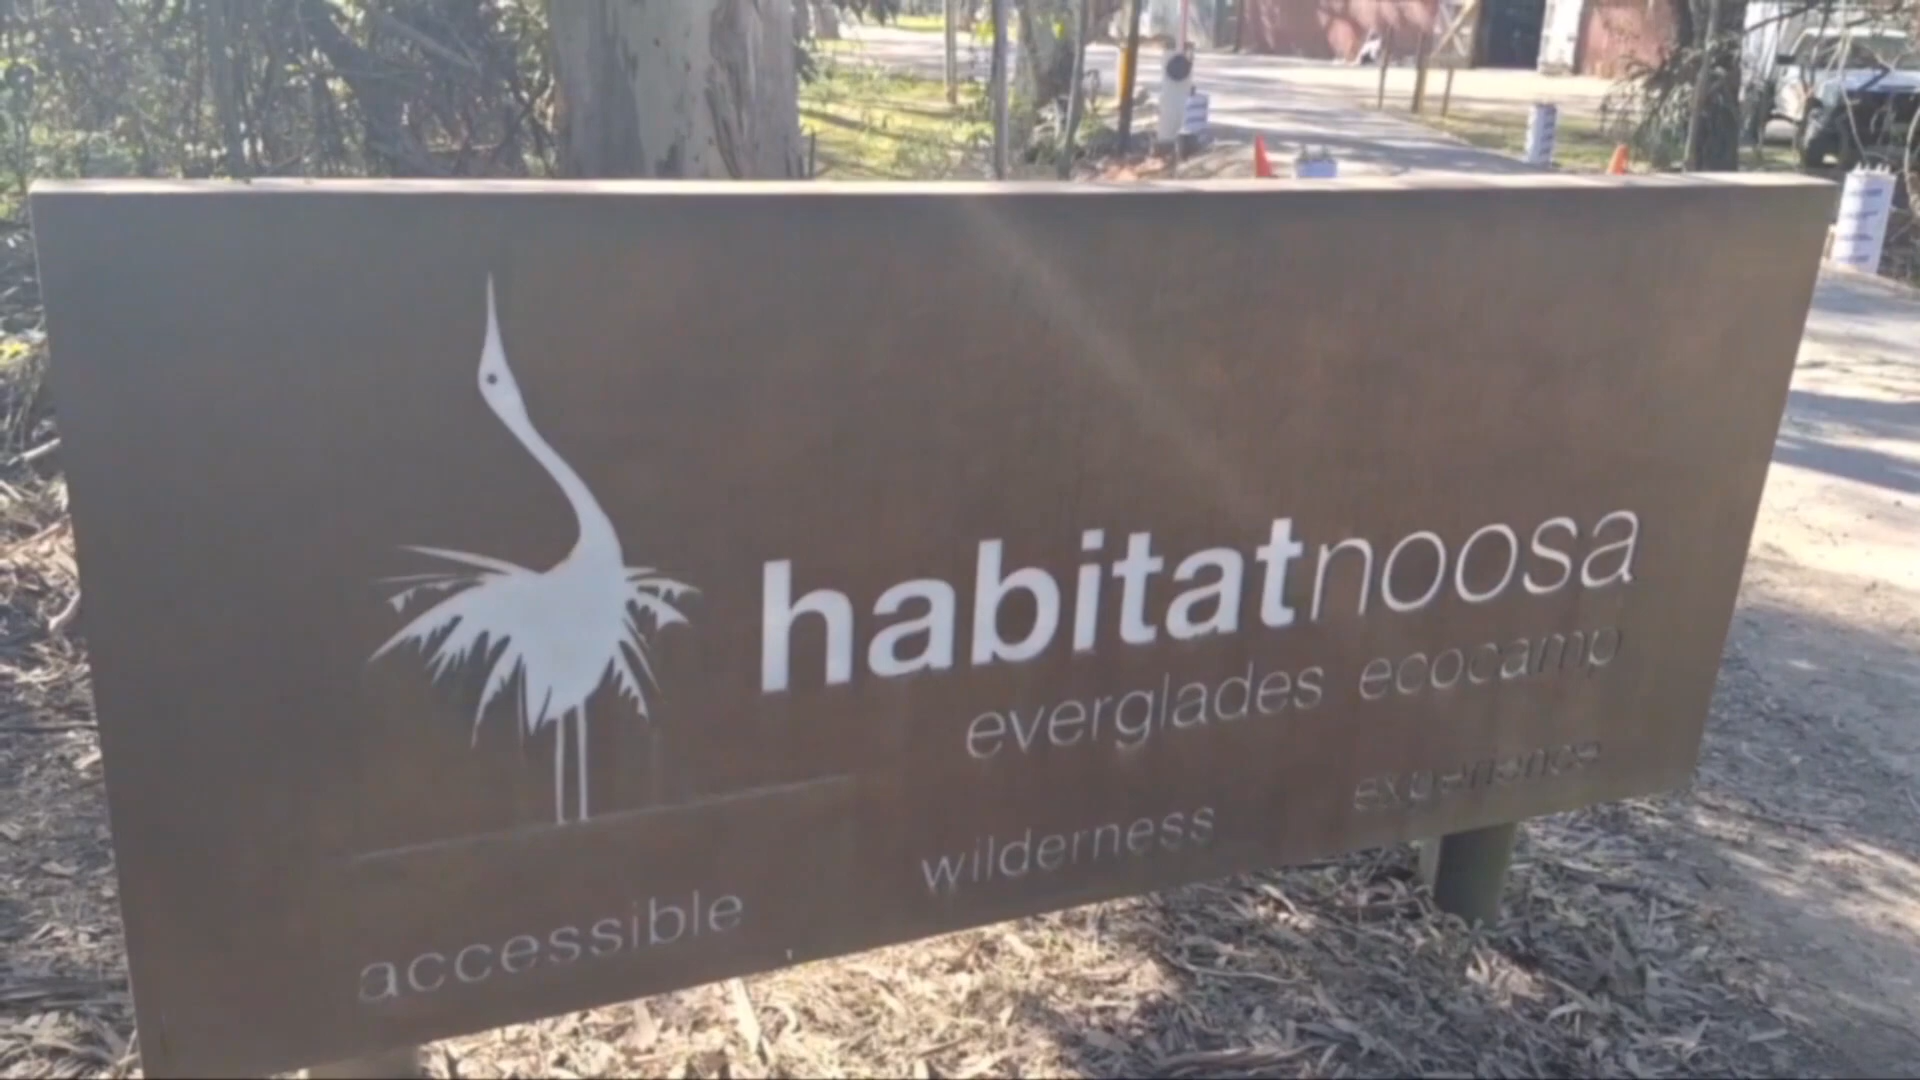 habitatnoosa
everglades ecocamp
accessible wilderness experience